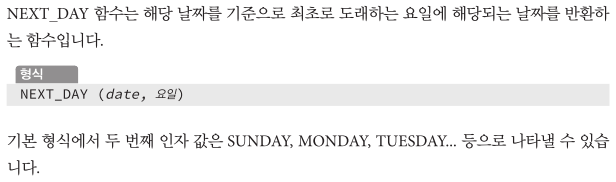 NEXT_DAY 함수는 해당 날짜를 기준으로 최초로 도래하는 요일에 해당되는 날짜를 반환하
는 함수입니다.
형식
NEXT_DAY (date, 요일)
기본 형식에서 두 번째 인자 값은 SUNDAY, MONDAY, TUESDAY... 등으로 나타낼 수 있습
니다.